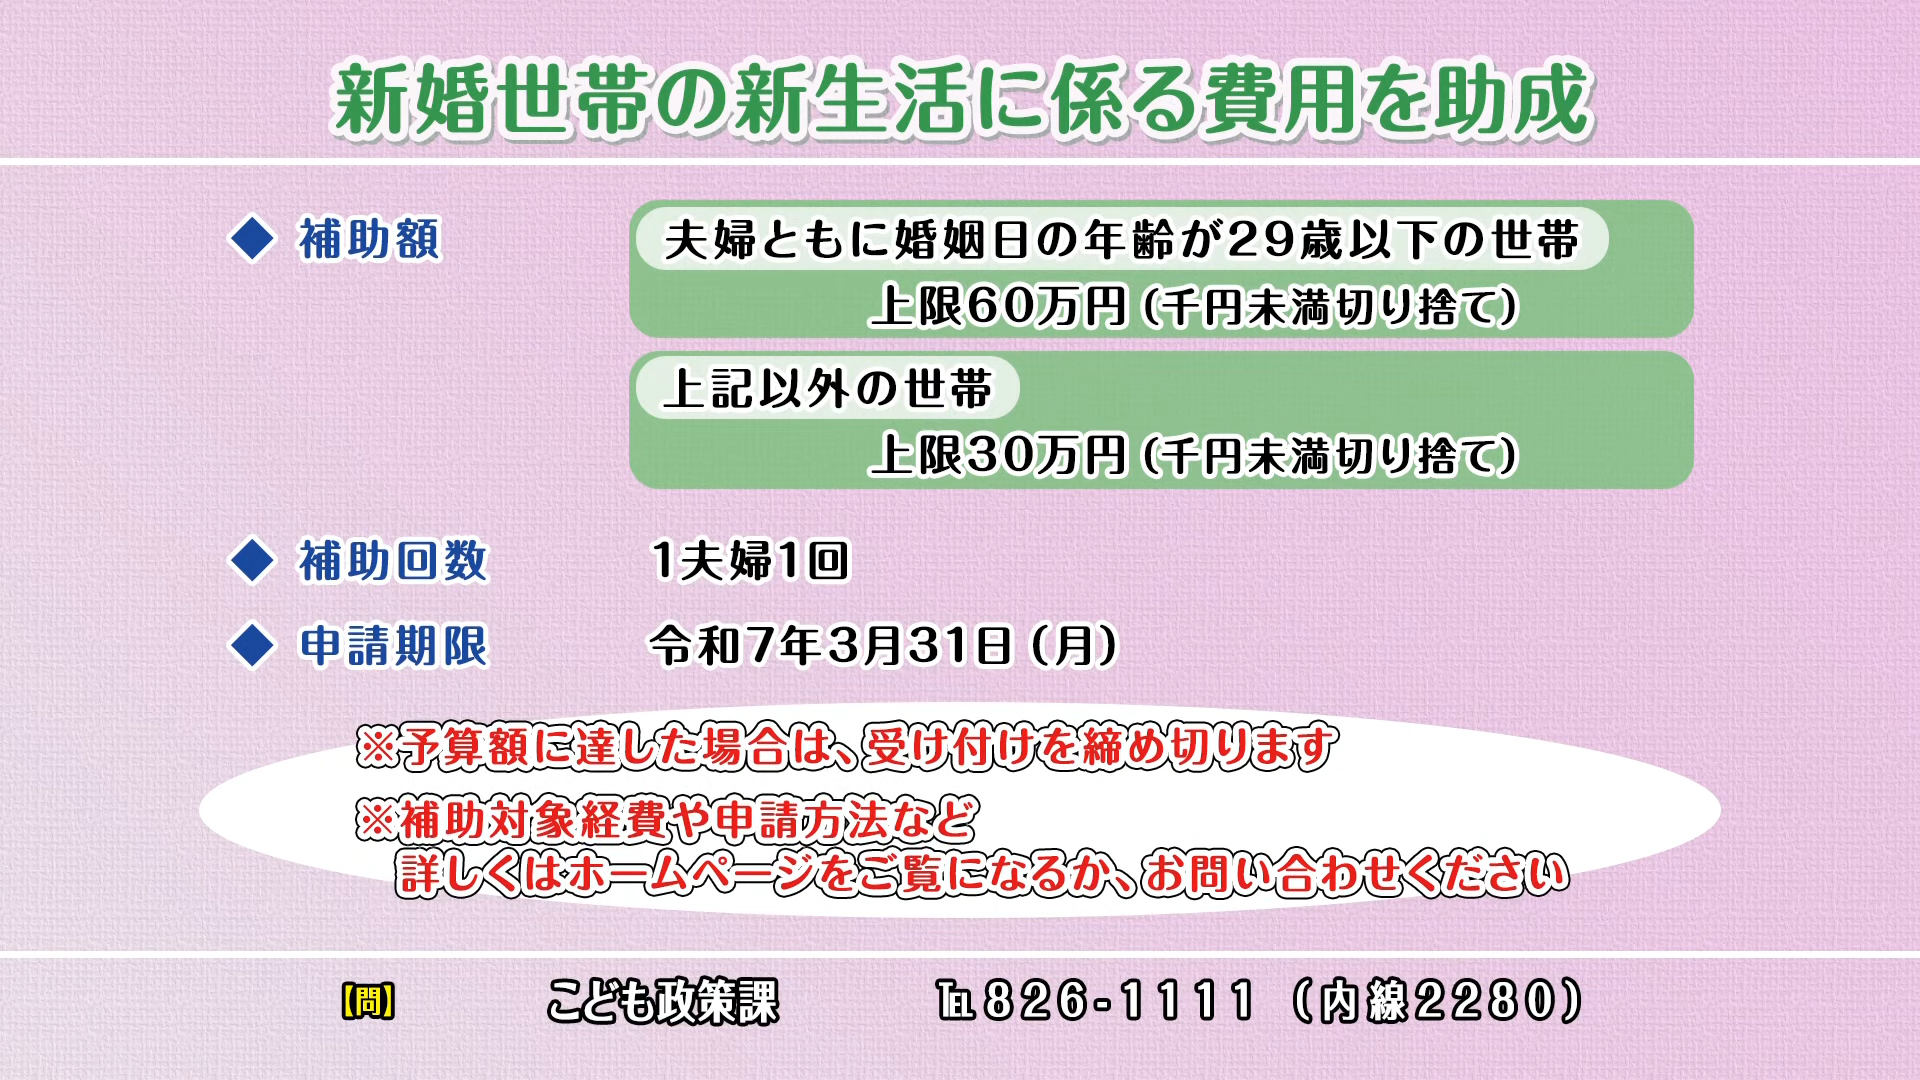 新婚世帯の新生活に係る費用を助成
◆ 補助額
夫婦ともに婚姻日の年齢が29歳以下の世帯
上限60万円(千円未満切り捨て)
上記以外の世帯
上限30万円(千円未満切り捨て)
◆ 補助回数 1夫婦1回
◆ 申請期限 令和7年3月31日(月)
※予算額に達した場合は、受け付けを締め切ります
※補助対象経費や申請方法など
詳しくはホームページをご覧になるか、お問い合わせください
【問】 こども政策課 ℡826-1111(内線2280)